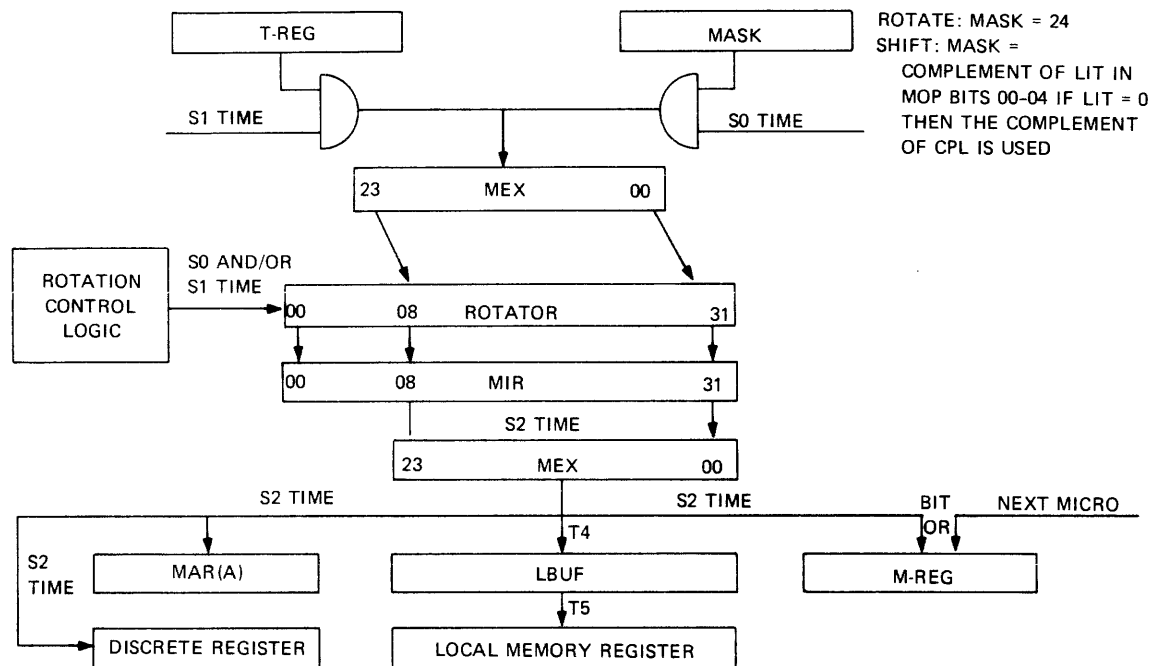 T-REG
MASK
ROTATE: MASK = 24
SHIFT: MASK =
COMPLEMENT OF LIT IN
MOP BITS 00-04 IF LIT = 0
THEN THE COMPLEMENT
OF CPL IS USED
S1 TIME
S0 TIME
23 MEX 00
ROTATION
CONTROL
LOGIC
S0 AND/OR
S1 TIME
00 08 ROTATOR 31
00 08 MIR 31
S2 TIME
23 MEX 00
S2 TIME
S2 TIME
BIT
OR
NEXT MICRO
S2
TIME
T4
MAR(A)
LBUF
M-REG
T5
DISCRETE REGISTER
LOCAL MEMORY REGISTER